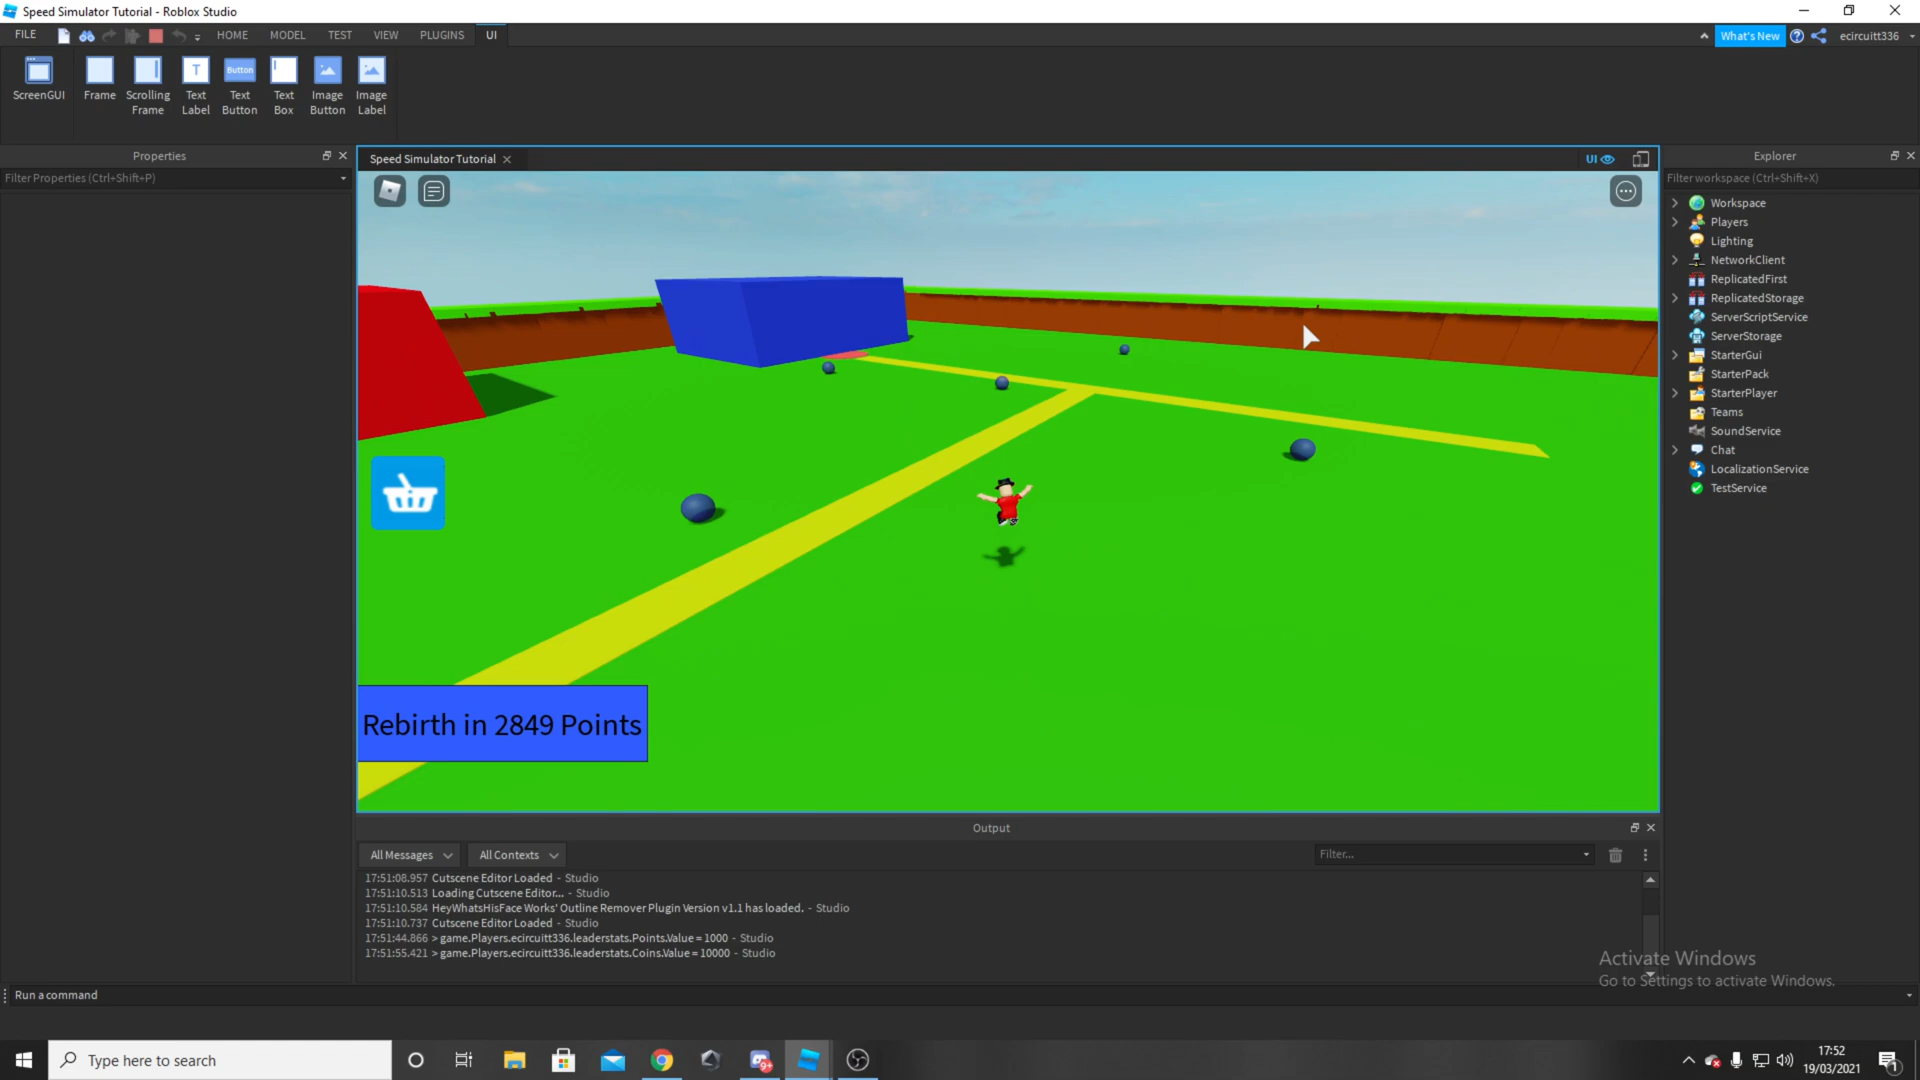 Speed Simulator Tutorial - Roblox Studio
FILE HOME MODEL TEST VIEW PLUGINS UI What's New ecircuitt336
ScreenGUI
Frame
Scrolling
Frame
Text
Label
Button
Text
Button
Text
Box
Image
Button
Image
Label
Properties
Filter Properties (Ctrl+Shift+P)
Speed Simulator Tutorial
UI
Explorer
Filter workspace (Ctrl+Shift+X)
Workspace
Players
Lighting
NetworkClient
ReplicatedFirst
ReplicatedStorage
ServerScriptService
ServerStorage
StarterGui
StarterPack
StarterPlayer
Teams
SoundService
Chat
LocalizationService
TestService
Rebirth in 2849 Points
Output
All Messages All Contexts Filter...
17:51:08.957 Cutscene Editor Loaded - Studio
17:51:10.513 Loading Cutscene Editor... - Studio
17:51:10.584 HeyWhatsHisFace Works' Outline Remover Plugin Version v1.1 has loaded. - Studio
17:51:10.737 Cutscene Editor Loaded - Studio
17:51:44.866 > game.Players.ecircuitt336.leaderstats.Points.Value = 1000 - Studio
17:51:55.421 > game.Players.ecircuitt336.leaderstats.Coins.Value = 10000 - Studio
Activate Windows
Go to Settings to activate Windows.
Run a command
Type here to search
9+
17:52
19/03/2021
1